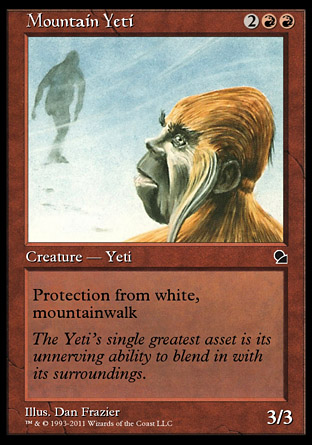 Mountain Yeti 2
Creature — Yeti
Protection from white,
mountainwalk
The Yeti's single greatest asset is its
unnerving ability to blend in with
its surroundings.
Illus. Dan Frazier
™ & © 1993-2011 Wizards of the Coast LLC
3/3